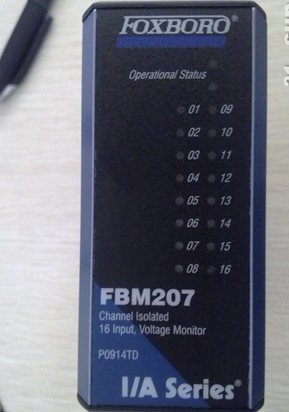 FOXBORO®
Operational Status
01 09
02 10
03 11
04 12
05 13
06 14
07 15
08 16
FBM207
Channel Isolated
16 Input, Voltage Monitor
P0914TD
I/A Series®